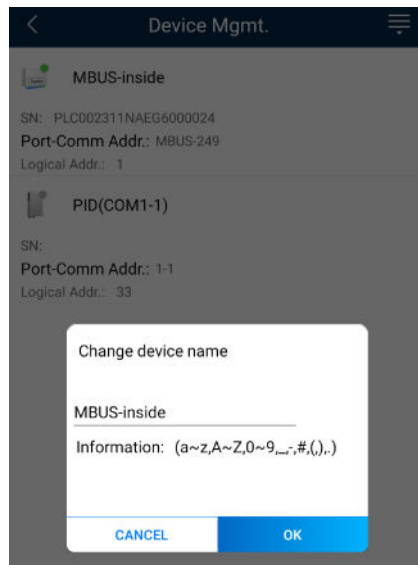 Device Mgmt.
MBUS-inside
SN: PLC002311NAEG6000024
Port-Comm Addr.: MBUS-249
Logical Addr.: 1
PID(COM1-1)
SN:
Port-Comm Addr.: 1-1
Logical Addr.: 33
Change device name
MBUS-inside
Information: (a~z,A~Z,0~9,_,-,#,(,),.)
CANCEL OK